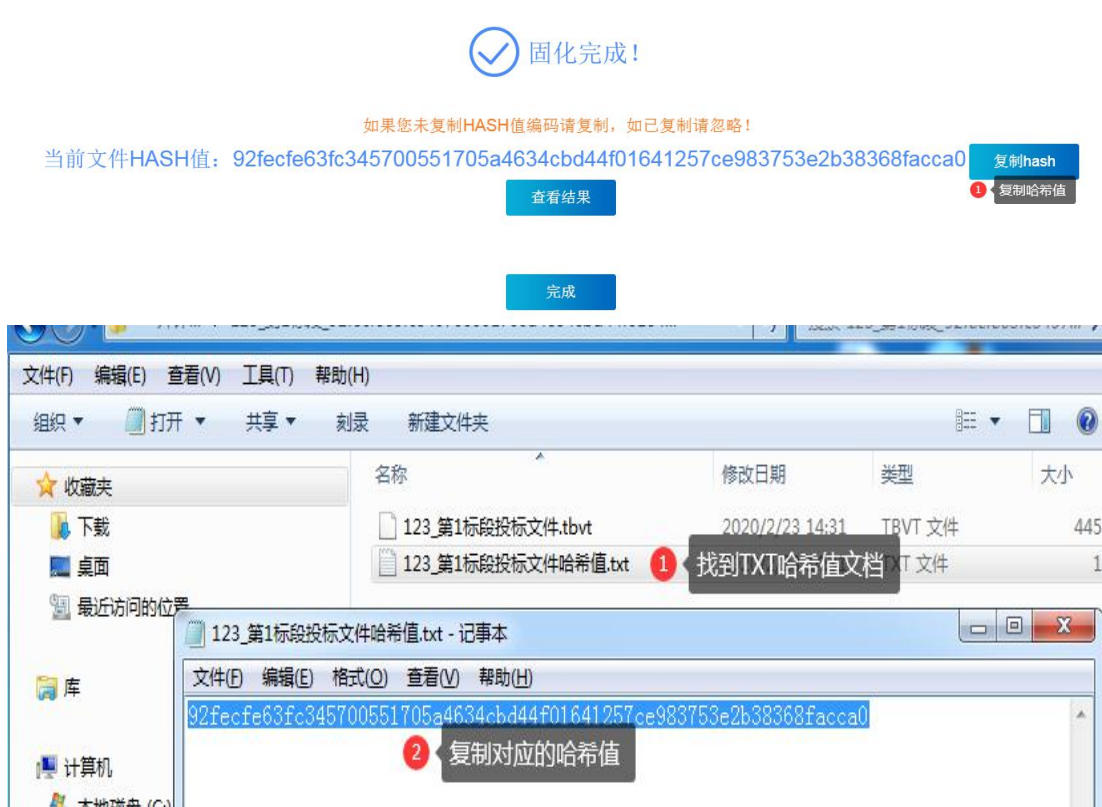 固化完成！
如果您未复制HASH值编码请复制，如已复制请忽略！
当前文件HASH值：92fecfe63fc345700551705a4634cbd44f01641257ce983753e2b38368facca0 复制hash
1 复制哈希值
查看结果
完成
文件(F) 编辑(E) 查看(V) 工具(T) 帮助(H)
组织 打开 共享 刻录 新建文件夹
名称 修改日期 类型 大小
收藏夹
下载
桌面
最近访问的位置
库
计算机
本地磁盘 (C:)
123_第1标段投标文件.tbvt 2020/2/23 14:31 TBVT 文件 445
123_第1标段投标文件哈希值.txt 1 找到TXT哈希值文档 TXT 文件 1
123_第1标段投标文件哈希值.txt - 记事本
文件(F) 编辑(E) 格式(O) 查看(V) 帮助(H)
92fecfe63fc345700551705a4634cbd44f01641257ce983753e2b38368facca0
2 复制对应的哈希值